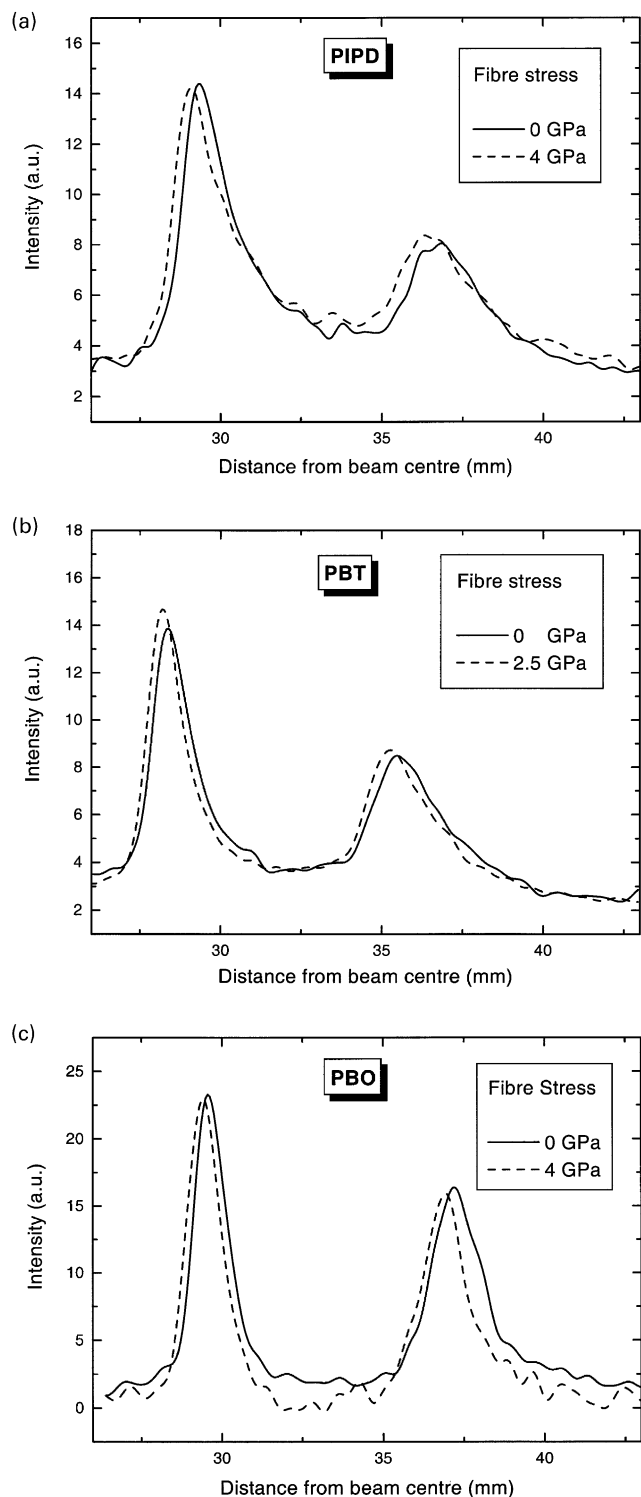 (a)
PIPD
Fibre stress
0 GPa
4 GPa
Intensity (a.u.)
16
14
12
10
8
6
4
2
30
35
40
Distance from beam centre (mm)
(b)
PBT
Fibre stress
0 GPa
2.5 GPa
Intensity (a.u.)
18
16
14
12
10
8
6
4
2
30
35
40
Distance from beam centre (mm)
(c)
PBO
Fibre Stress
0 GPa
4 GPa
Intensity (a.u.)
25
20
15
10
5
0
30
35
40
Distance from beam centre (mm)